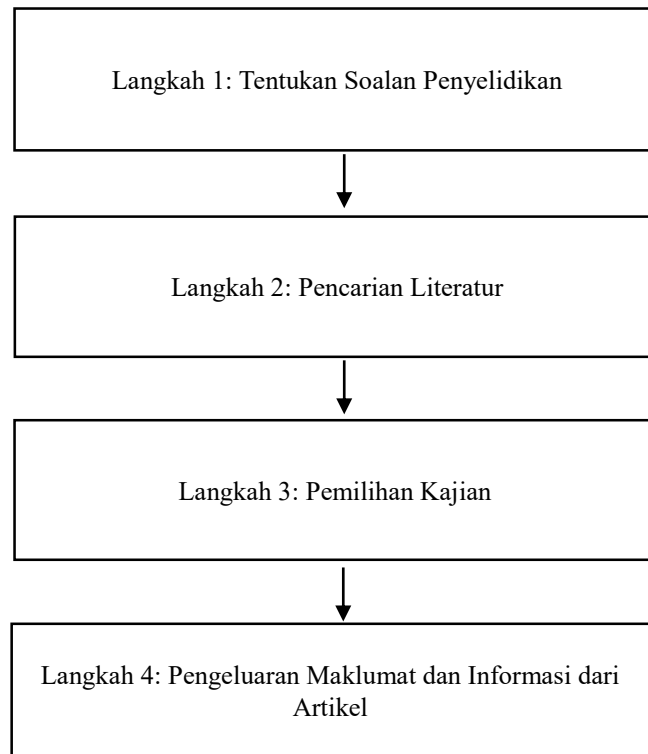 Langkah 1: Tentukan Soalan Penyelidikan
Langkah 2: Pencarian Literatur
Langkah 3: Pemilihan Kajian
Langkah 4: Pengeluaran Maklumat dan Informasi dari
Artikel